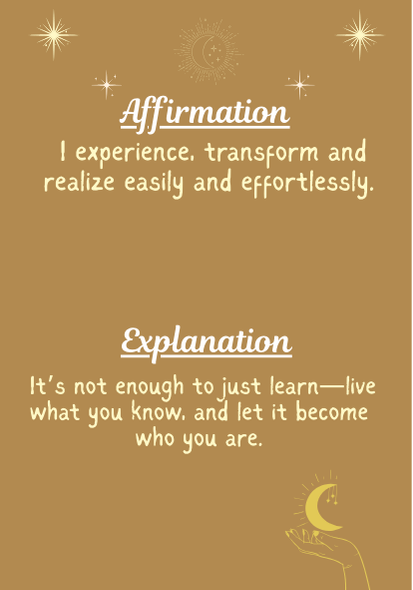 Affirmation
I experience, transform and
realize easily and effortlessly.
Explanation
It's not enough to just learn—live
what you know, and let it become
who you are.